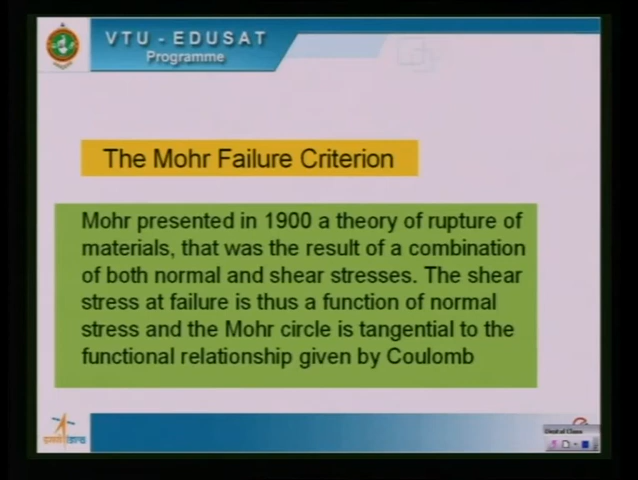 VTU - EDUSAT
Programme
The Mohr Failure Criterion
Mohr presented in 1900 a theory of rupture of
materials, that was the result of a combination
of both normal and shear stresses. The shear
stress at failure is thus a function of normal
stress and the Mohr circle is tangential to the
functional relationship given by Coulomb